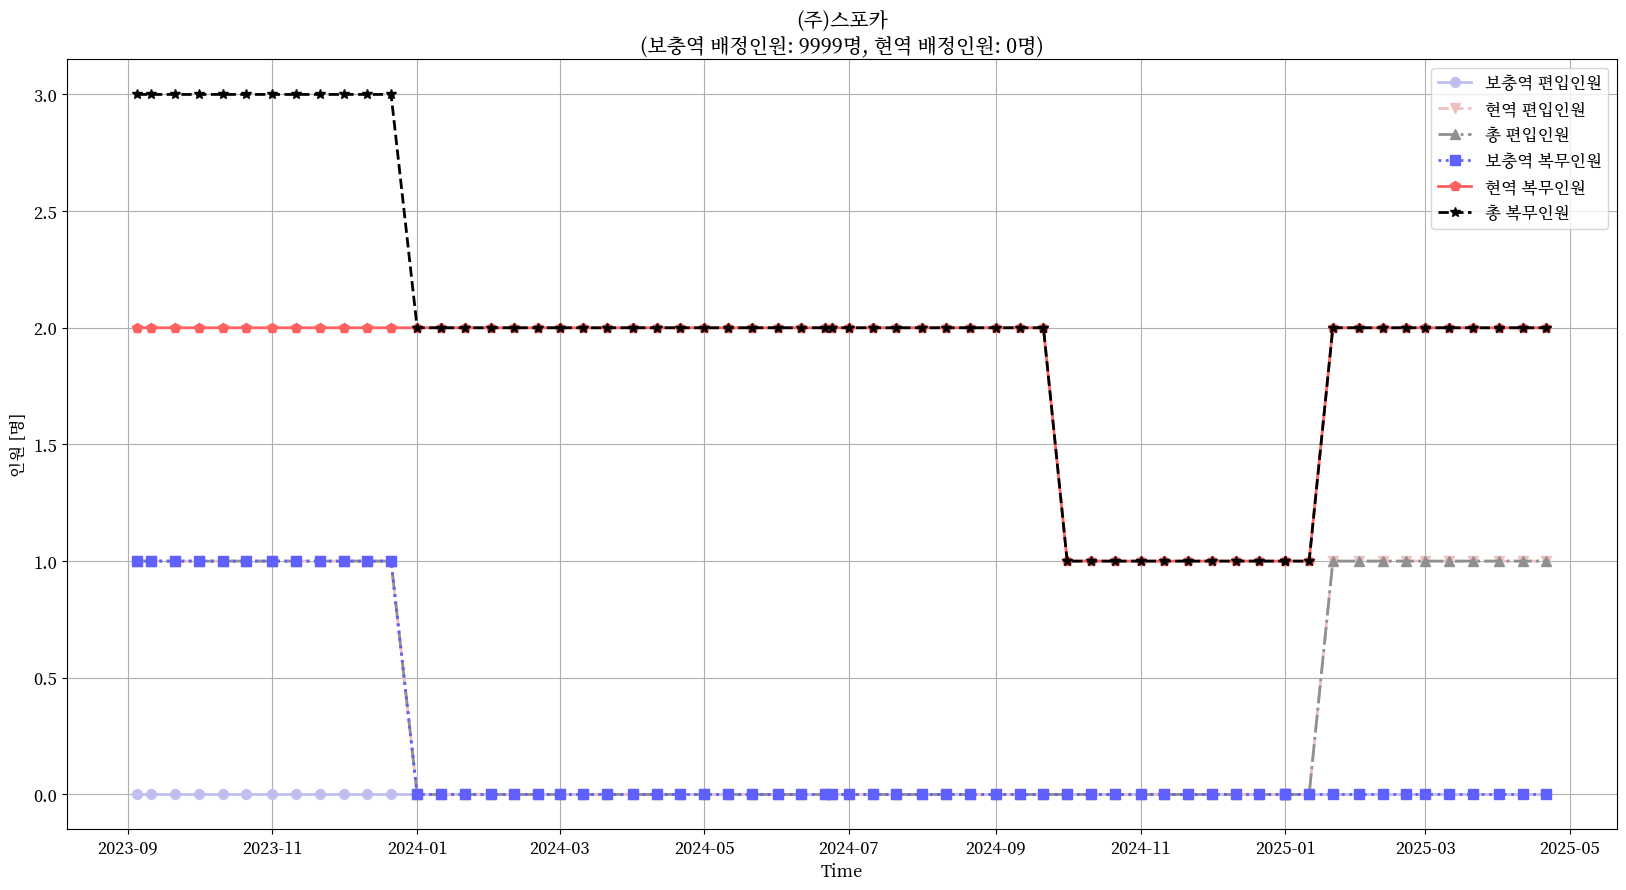 (주)스포카
(보충역 배정인원: 9999명, 현역 배정인원: 0명)
보충역 편입인원
현역 편입인원
총 편입인원
보충역 복무인원
현역 복무인원
총 복무인원
인원 [명]
3.0
2.5
2.0
1.5
1.0
0.5
0.0
2023-09 2023-11 2024-01 2024-03 2024-05 2024-07 2024-09 2024-11 2025-01 2025-03 2025-05
Time